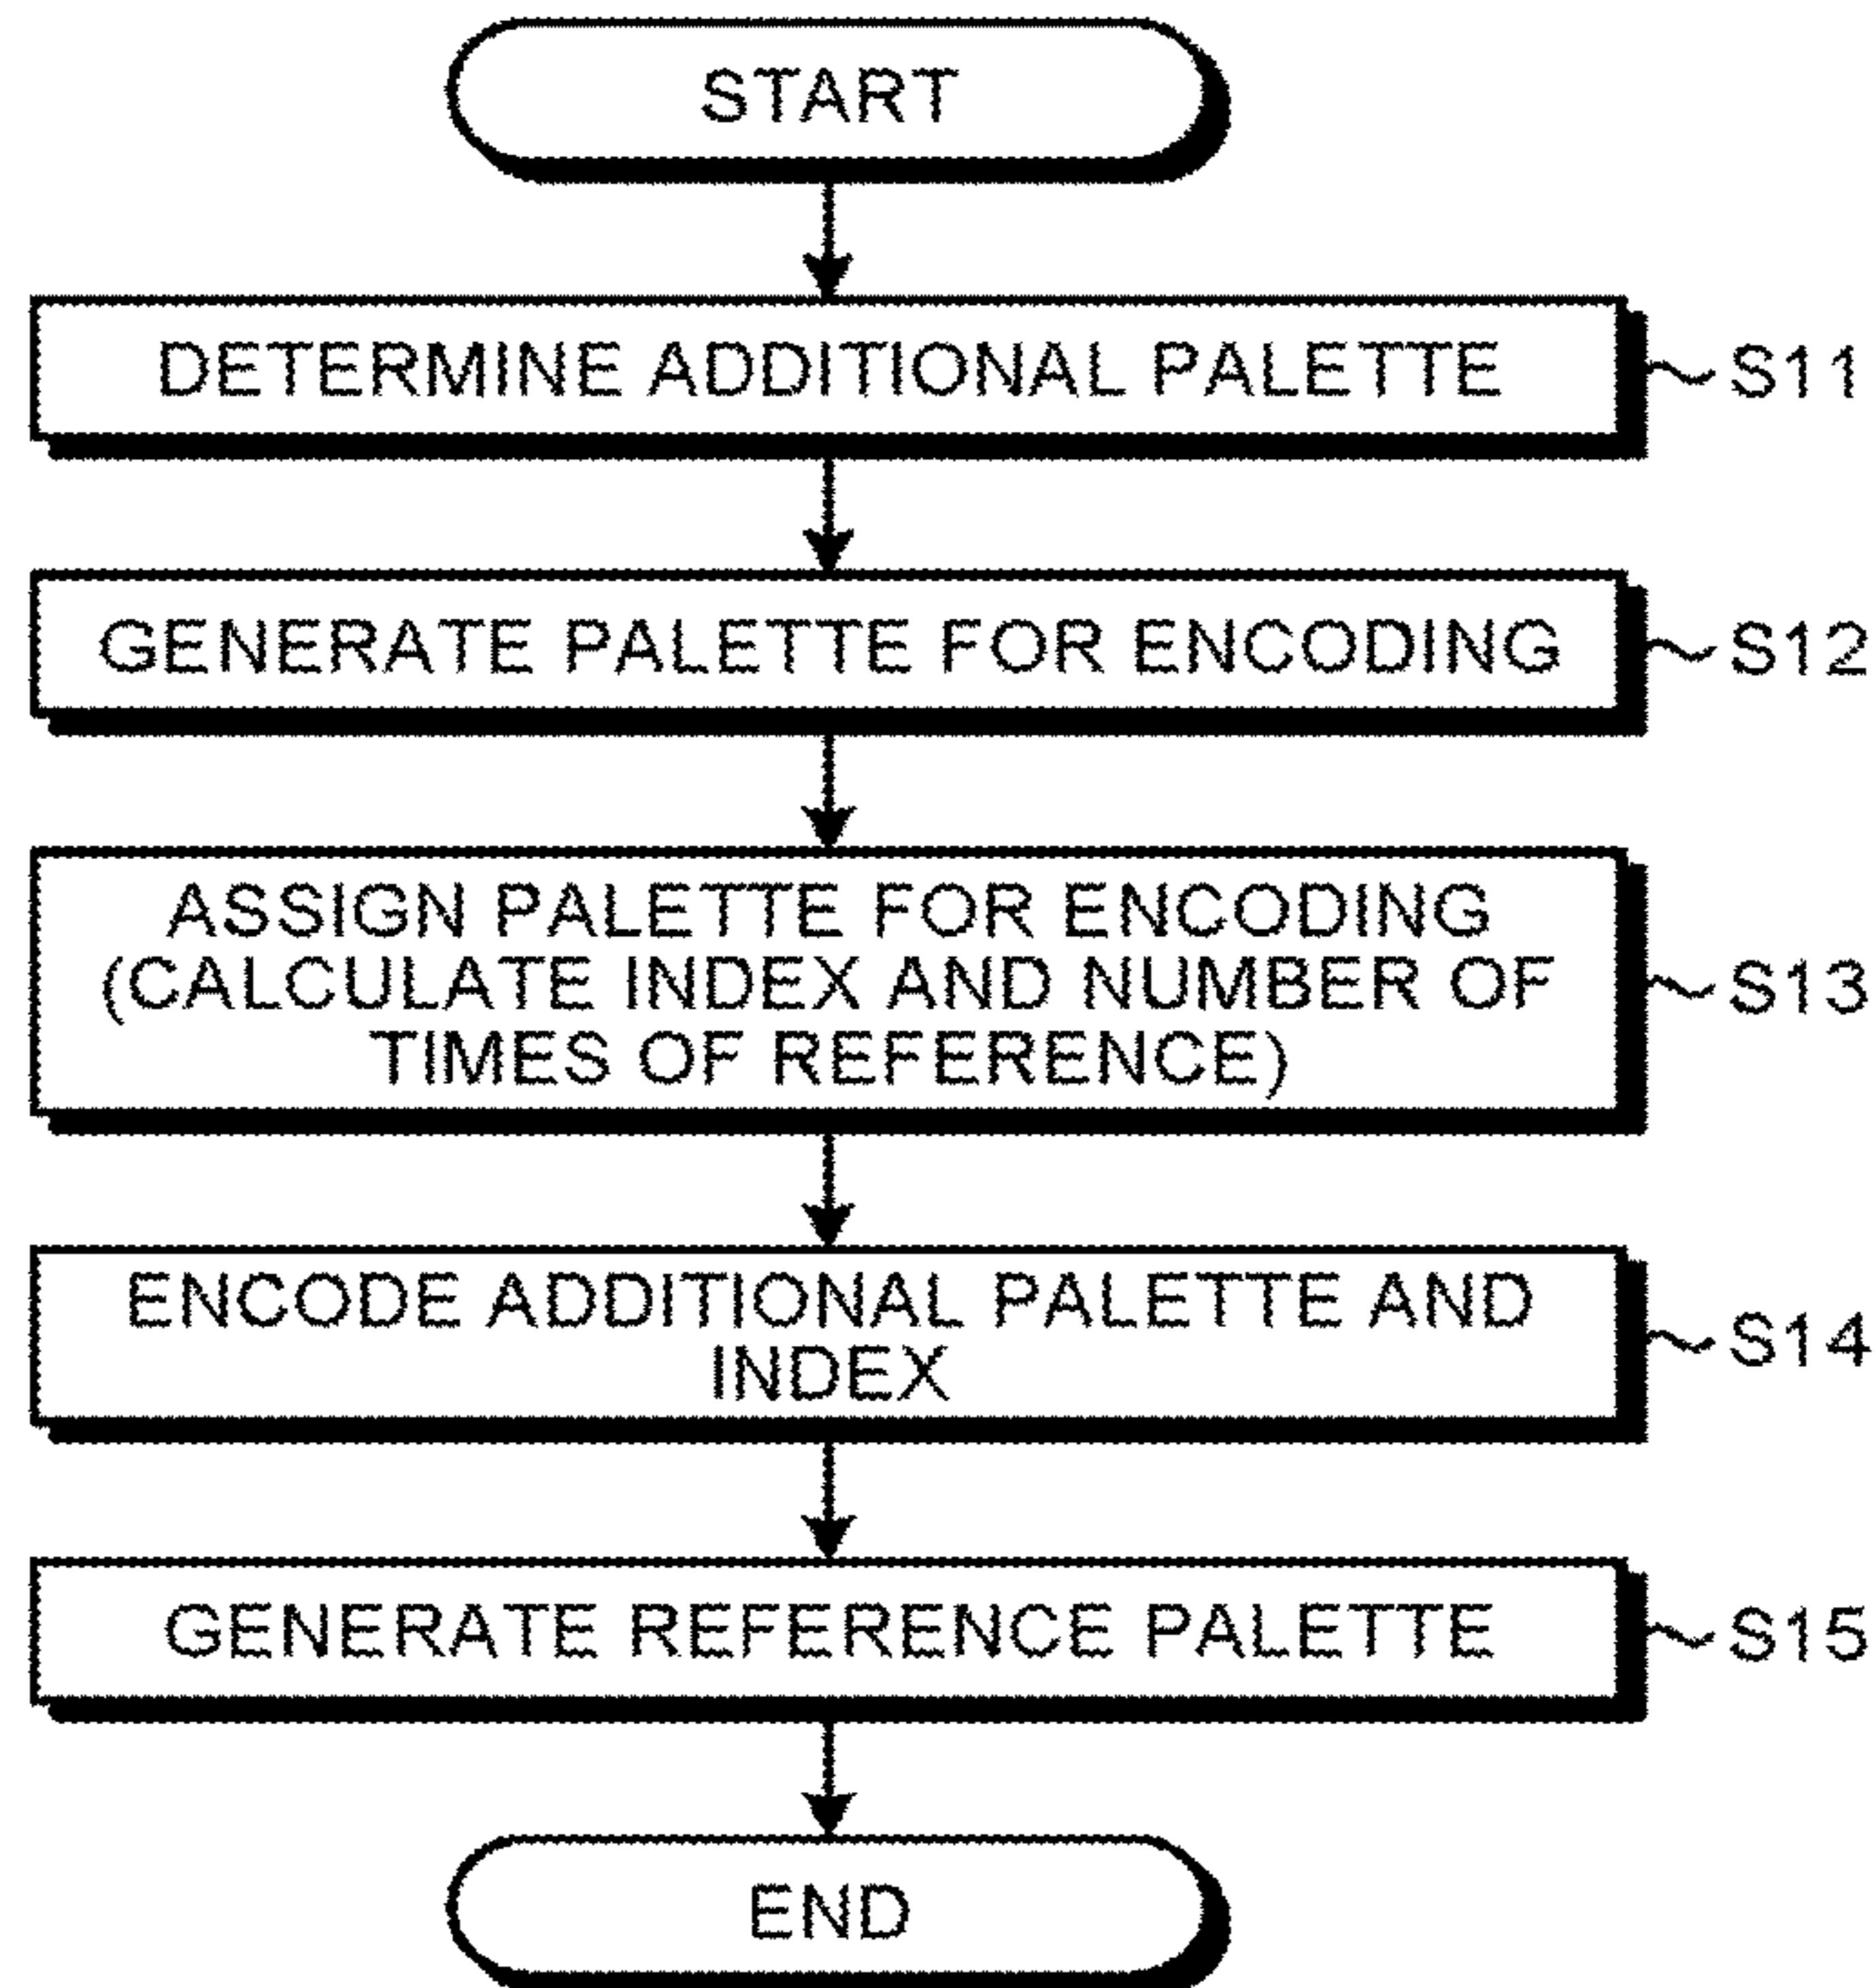 START
DETERMINE ADDITIONAL PALETTE
S11
GENERATE PALETTE FOR ENCODING
S12
ASSIGN PALETTE FOR ENCODING
(CALCULATE INDEX AND NUMBER OF
TIMES OF REFERENCE)
S13
ENCODE ADDITIONAL PALETTE AND
INDEX
S14
GENERATE REFERENCE PALETTE
S15
END